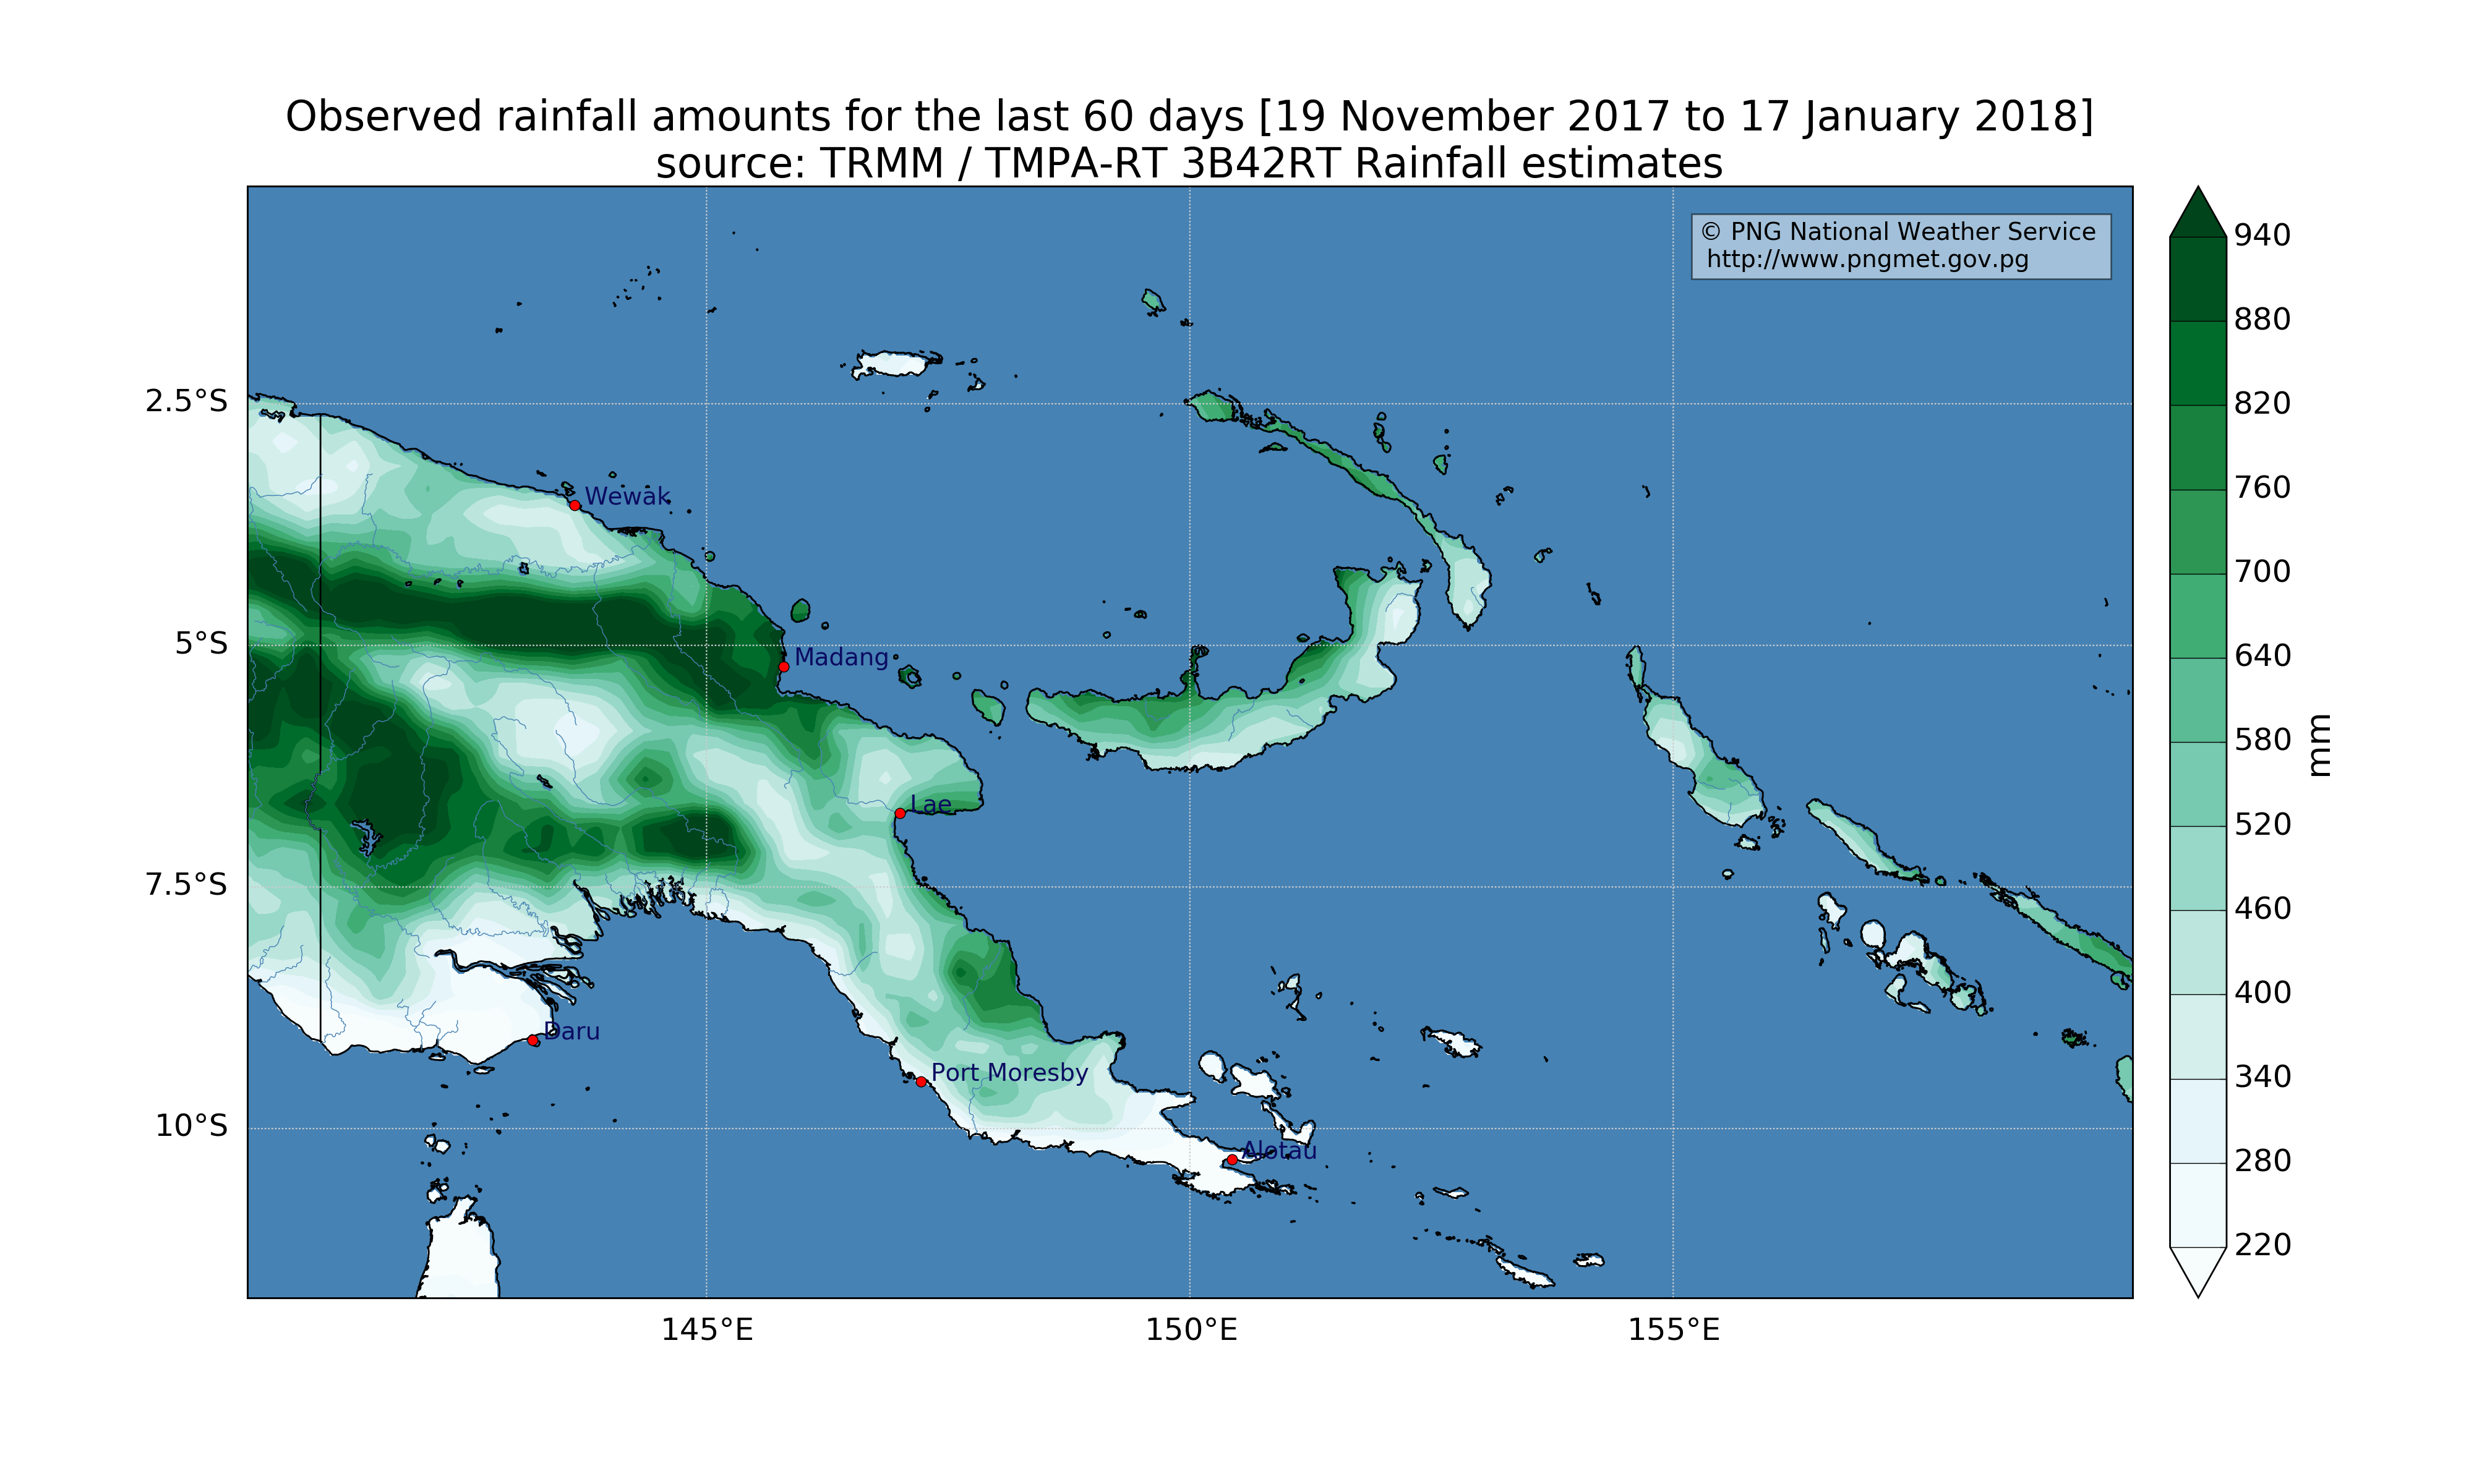 Observed rainfall amounts for the last 60 days [19 November 2017 to 17 January 2018]
source: TRMM / TMPA-RT 3B42RT Rainfall estimates
© PNG National Weather Service
http://www.pngmet.gov.pg
940
880
820
760
700
640
580
520
460
400
340
280
220
mm
2.5°S
5°S
7.5°S
10°S
Wewak
Madang
Lae
Daru
Port Moresby
Alotau
145°E
150°E
155°E